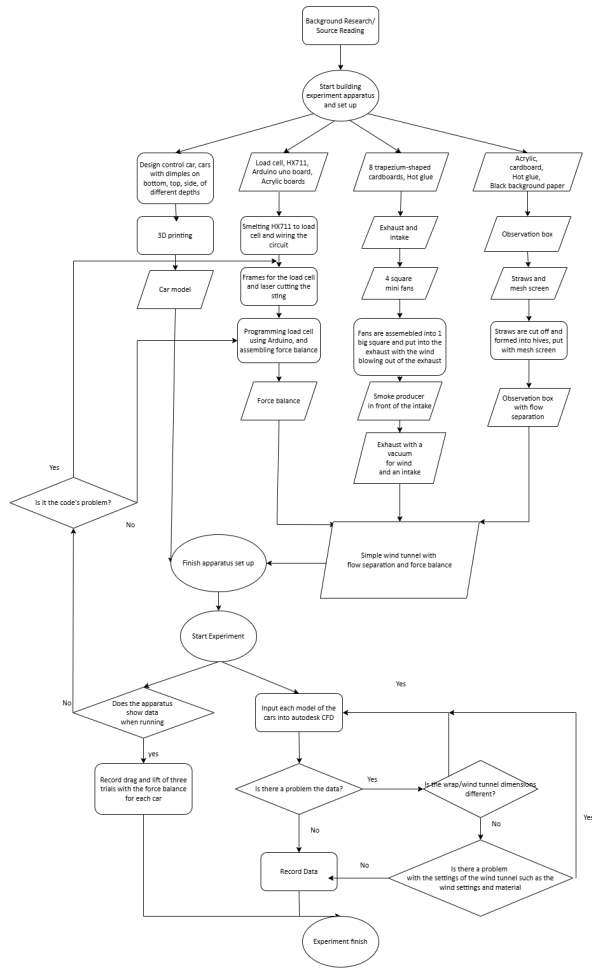 Background Research/
Source Reading
Start building
experiment apparatus
and set up
Design control car, cars
with dimples on
bottom, top, side, of
different depths
Load cell, HX711,
Arduino uno board,
Acrylic boards
8 trapezium-shaped
cardboards, Hot glue
Acrylic,
cardboard,
Hot glue,
Black background paper
3D printing
Smelting HX711 to load
cell and wiring the
circuit
Exhaust and
intake
Observation box
Car model
Frames for the load cell
and laser cutting the
sting
4 square
mini fans
Straws and
mesh screen
Programming load cell
using Arduino, and
assembling force balance
Fans are assemebled into 1
big square and put into the
exhaust with the wind
blowing out of the exhaust
Straws are cut off and
formed into hives, put
with mesh screen
Force balance
Smoke producer
in front of the intake
Observation box
with flow
separation
Exhaust with a
vacuum
for wind
and an intake
Yes
Is it the code's problem?
No
Simple wind tunnel with
flow separation and force balance
Finish apparatus set up
Start Experiment
No
Does the apparatus
show data
when running
yes
Input each model of the
cars into autodesk CFD
Yes
Record drag and lift of three
trials with the force balance
for each car
Is there a problem the data?
Yes
Is the wrap/wind tunnel dimensions
different?
Yes
No
No
Record Data
No
Is there a problem
with the settings of the wind tunnel such as the
wind settings and material
Experiment finish